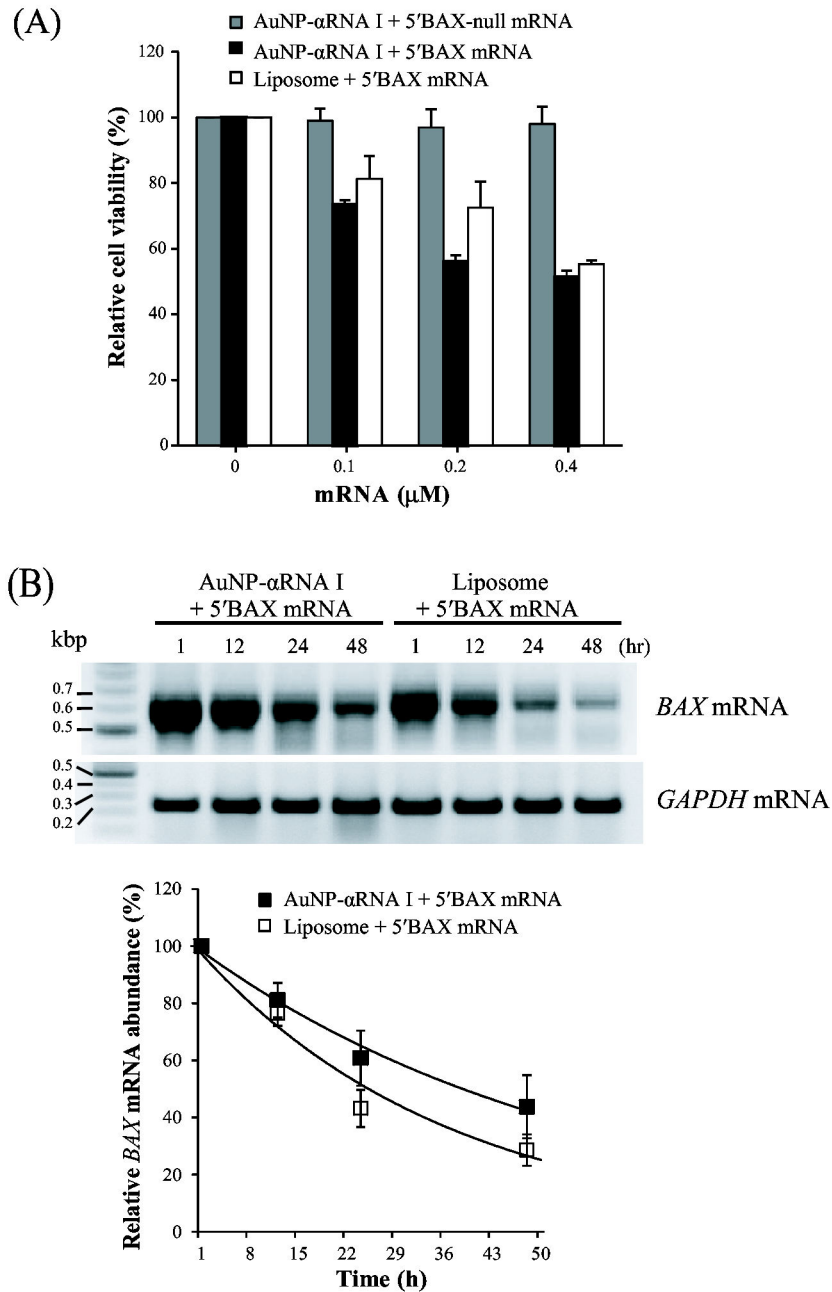 (A)
AuNP-αRNA I + 5′BAX-null mRNA
AuNP-αRNA I + 5′BAX mRNA
Liposome + 5′BAX mRNA
Relative cell viability (%)
120
100
80
60
40
20
0
0 0.1 0.2 0.4
mRNA (μM)
(B)
AuNP-αRNA I
+ 5′BAX mRNA
Liposome
+ 5′BAX mRNA
kbp
1 12 24 48 1 12 24 48 (hr)
0.7
0.6
0.5
BAX mRNA
0.5
0.4
0.3
0.2
GAPDH mRNA
AuNP-αRNA I + 5′BAX mRNA
Liposome + 5′BAX mRNA
Relative BAX mRNA abundance (%)
120
100
80
60
40
20
0
1 8 15 22 29 36 43 50
Time (h)